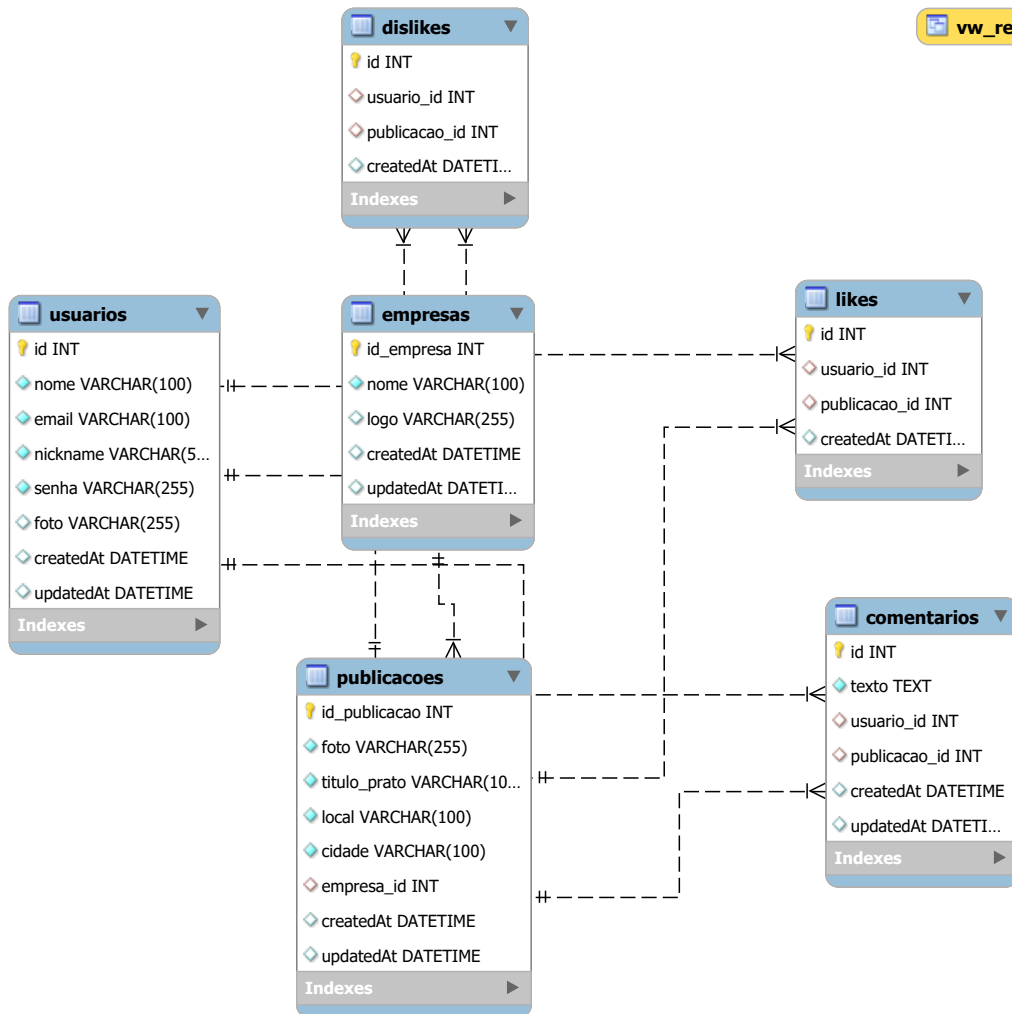 dislikes
id INT
usuario_id INT
publicacao_id INT
createdAt DATETI...
Indexes
vw_re
usuarios
id INT
nome VARCHAR(100)
email VARCHAR(100)
nickname VARCHAR(5...
senha VARCHAR(255)
foto VARCHAR(255)
createdAt DATETIME
updatedAt DATETIME
Indexes
empresas
id_empresa INT
nome VARCHAR(100)
logo VARCHAR(255)
createdAt DATETIME
updatedAt DATETI...
Indexes
likes
id INT
usuario_id INT
publicacao_id INT
createdAt DATETI...
Indexes
publicacoes
id_publicacao INT
foto VARCHAR(255)
titulo_prato VARCHAR(10...
local VARCHAR(100)
cidade VARCHAR(100)
empresa_id INT
createdAt DATETIME
updatedAt DATETIME
Indexes
comentarios
id INT
texto TEXT
usuario_id INT
publicacao_id INT
createdAt DATETIME
updatedAt DATETI...
Indexes